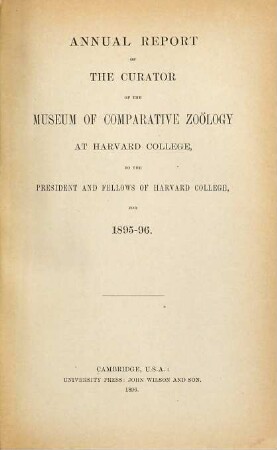 ANNUAL REPORT
OF
THE CURATOR
OF THE
MUSEUM OF COMPARATIVE ZOÖLOGY
AT HARVARD COLLEGE,
TO THE
PRESIDENT AND FELLOWS OF HARVARD COLLEGE,
FOR
1895-96.
CAMBRIDGE, U.S.A.:
UNIVERSITY PRESS: JOHN WILSON AND SON.
1896.